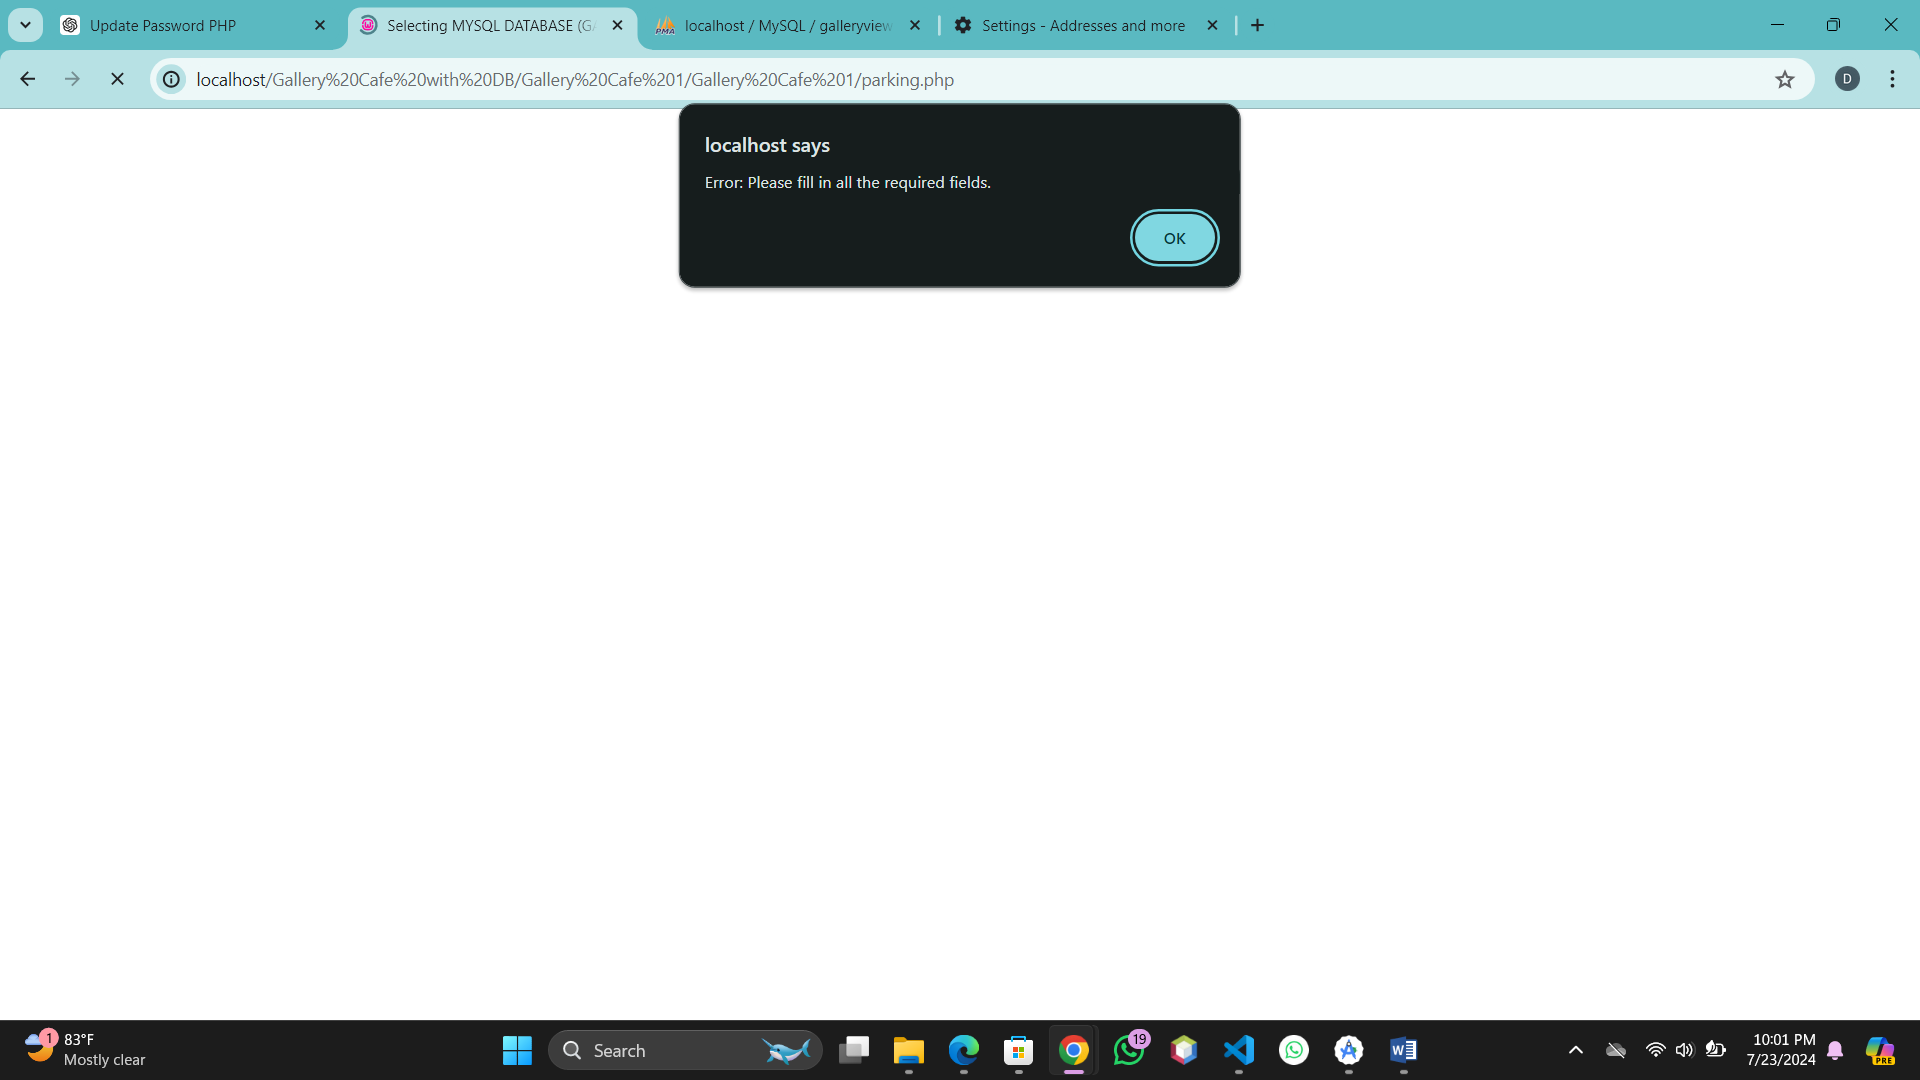 Update Password PHP
Selecting MYSQL DATABASE (GA
localhost / MySQL / galleryview
Settings - Addresses and more
localhost/Gallery%20Cafe%20with%20DB/Gallery%20Cafe%201/Gallery%20Cafe%201/parking.php
D
localhost says
Error: Please fill in all the required fields.
OK
1
83°F
Mostly clear
Search
19
10:01 PM
7/23/2024
PRE